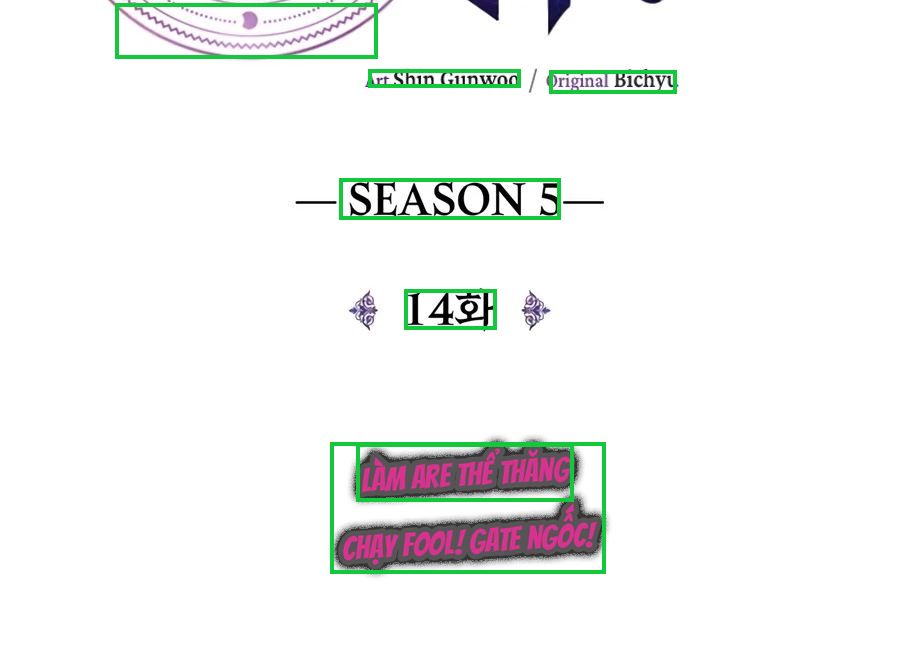 Art Shin Gunwoo / Original Bichyu
— SEASON 5 —
14화
LÀM ARE THỂ THĂNG
CHẠY FOOL! GATE NGỐC!